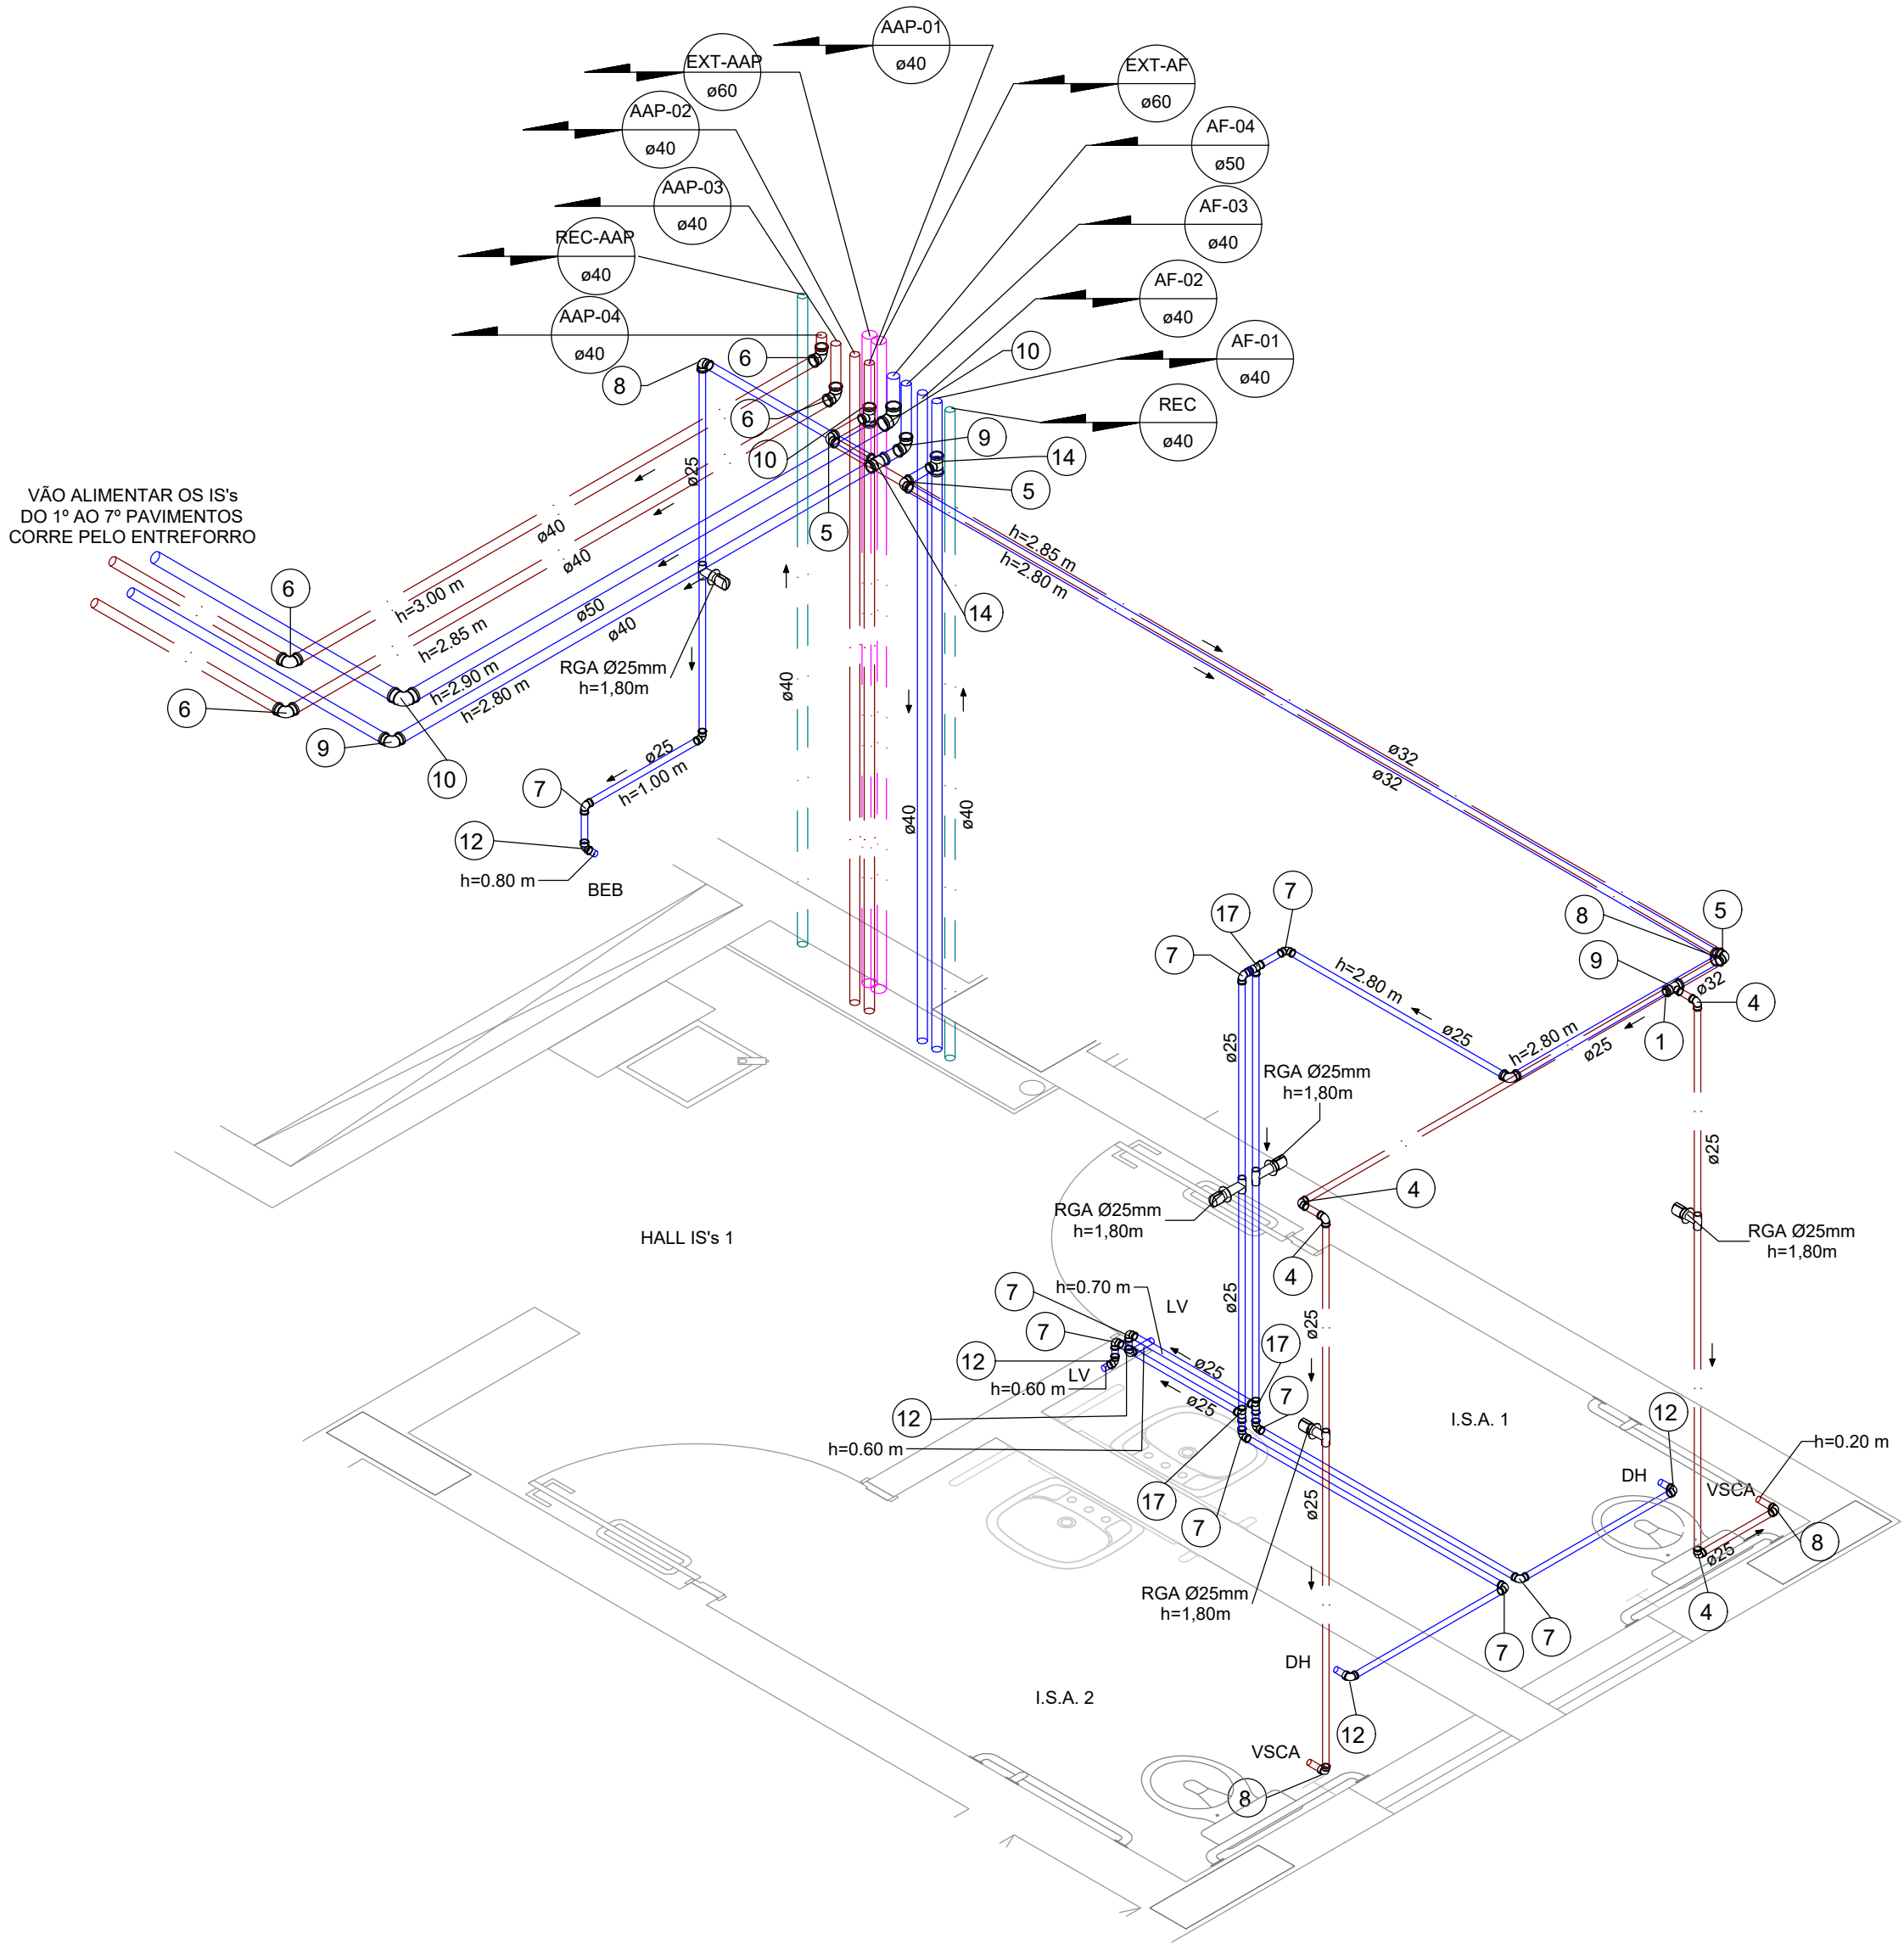 AAP-01
ø40
EXT-AAP
ø60
EXT-AF
ø60
AAP-02
ø40
AF-04
ø50
AAP-03
ø40
AF-03
ø40
REC-AAP
ø40
AF-02
ø40
AAP-04
ø40
AF-01
ø40
REC
ø40
6
10
8
6
9
10
14
5
5
ø25
VÃO ALIMENTAR OS IS's
DO 1º AO 7º PAVIMENTOS
CORRE PELO ENTREFORRO
ø40
ø40
h=2.85 m
h=2.80 m
6
h=3.00 m
ø50
ø40
14
h=2.85 m
h=2.90 m
h=2.80 m
RGA Ø25mm
h=1,80m
ø40
6
9
10
ø25
h=1.00 m
ø32
ø32
7
12
ø40
ø40
h=0.80 m
BEB
7
17
7
8
5
9
ø32
4
h=2.80 m
ø25
h=2.80 m
ø25
1
ø25
RGA Ø25mm
h=1,80m
ø25
4
RGA Ø25mm
h=1,80m
HALL IS's 1
RGA Ø25mm
h=1,80m
4
7
h=0.70 m
LV
ø25
ø25
7
17
12
LV
h=0.60 m
ø25
ø25
7
12
h=0.60 m
I.S.A. 1
12
h=0.20 m
DH
VSCA
17
7
ø25
8
ø25
RGA Ø25mm
h=1,80m
4
7
7
DH
I.S.A. 2
12
VSCA
8